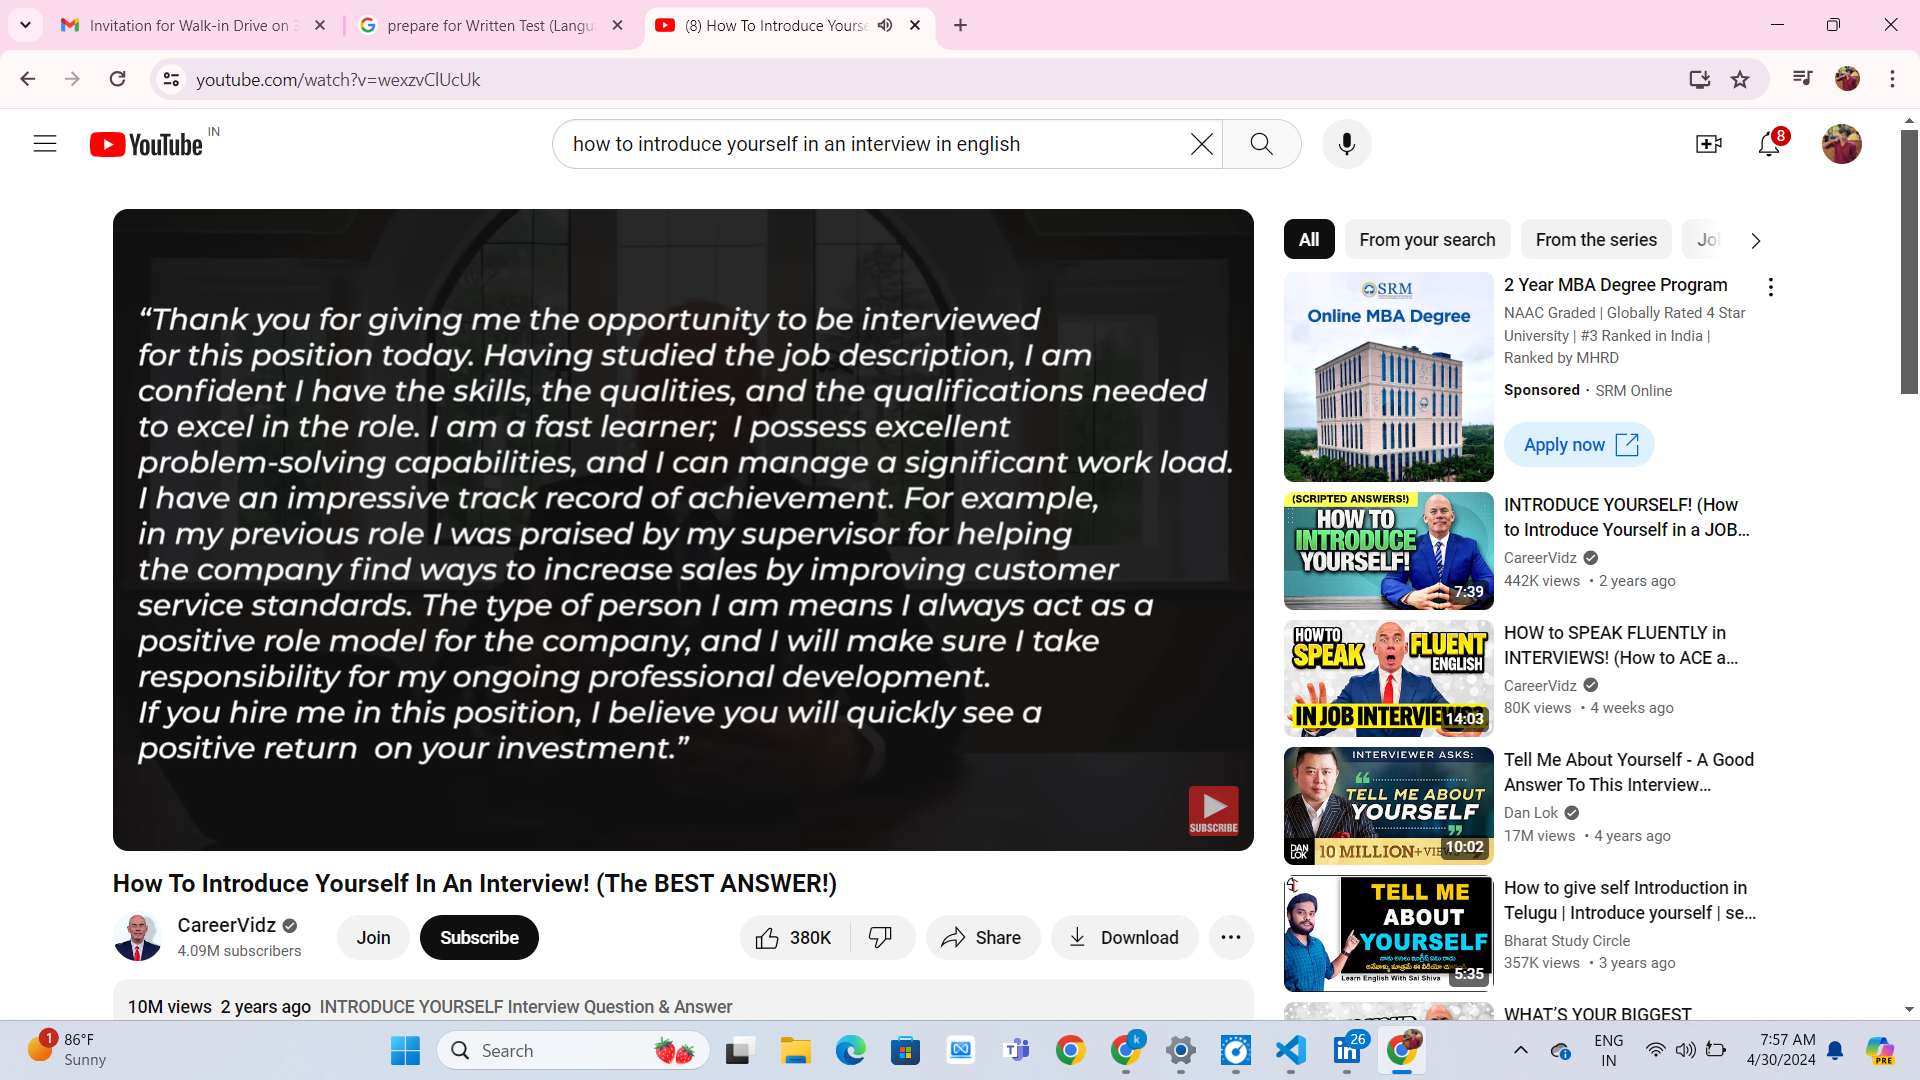 Invitation for Walk-in Drive on
prepare for Written Test (Langu
(8) How To Introduce Yourse
youtube.com/watch?v=wexzvClUcUk
YouTube IN
how to introduce yourself in an interview in english
8
“Thank you for giving me the opportunity to be interviewed
for this position today. Having studied the job description, I am
confident I have the skills, the qualities, and the qualifications needed
to excel in the role. I am a fast learner;  I possess excellent
problem-solving capabilities, and I can manage a significant work load.
I have an impressive track record of achievement. For example,
in my previous role I was praised by my supervisor for helping
the company find ways to increase sales by improving customer
service standards. The type of person I am means I always act as a
positive role model for the company, and I will make sure I take
responsibility for my ongoing professional development.
If you hire me in this position, I believe you will quickly see a
positive return  on your investment.”
SUBSCRIBE
How To Introduce Yourself In An Interview! (The BEST ANSWER!)
CareerVidz
4.09M subscribers
Join
Subscribe
380K
Share
Download
10M views 2 years ago INTRODUCE YOURSELF Interview Question & Answer
All
From your search
From the series
SRM
Online MBA Degree
2 Year MBA Degree Program
NAAC Graded | Globally Rated 4 Star
University | #3 Ranked in India |
Ranked by MHRD
Sponsored · SRM Online
Apply now
(SCRIPTED ANSWERS!)
HOW TO
INTRODUCE
YOURSELF!
7:39
INTRODUCE YOURSELF! (How
to Introduce Yourself in a JOB...
CareerVidz
442K views • 2 years ago
HOW TO
SPEAK FLUENT
ENGLISH
IN JOB INTERVIEWS?
14:03
HOW to SPEAK FLUENTLY in
INTERVIEWS! (How to ACE a...
CareerVidz
80K views • 4 weeks ago
INTERVIEWER ASKS:
“TELL ME ABOUT
YOURSELF”
DAN
LOK
10 MILLION+
10:02
Tell Me About Yourself - A Good
Answer To This Interview...
Dan Lok
17M views • 4 years ago
TELL ME
ABOUT
YOURSELF
Learn English With Sai Shiva
5:35
How to give self Introduction in
Telugu | Introduce yourself | se...
Bharat Study Circle
357K views • 3 years ago
WHAT'S YOUR BIGGEST
1
86°F
Sunny
Search
k
26
ENG
IN
7:57 AM
4/30/2024
PRE